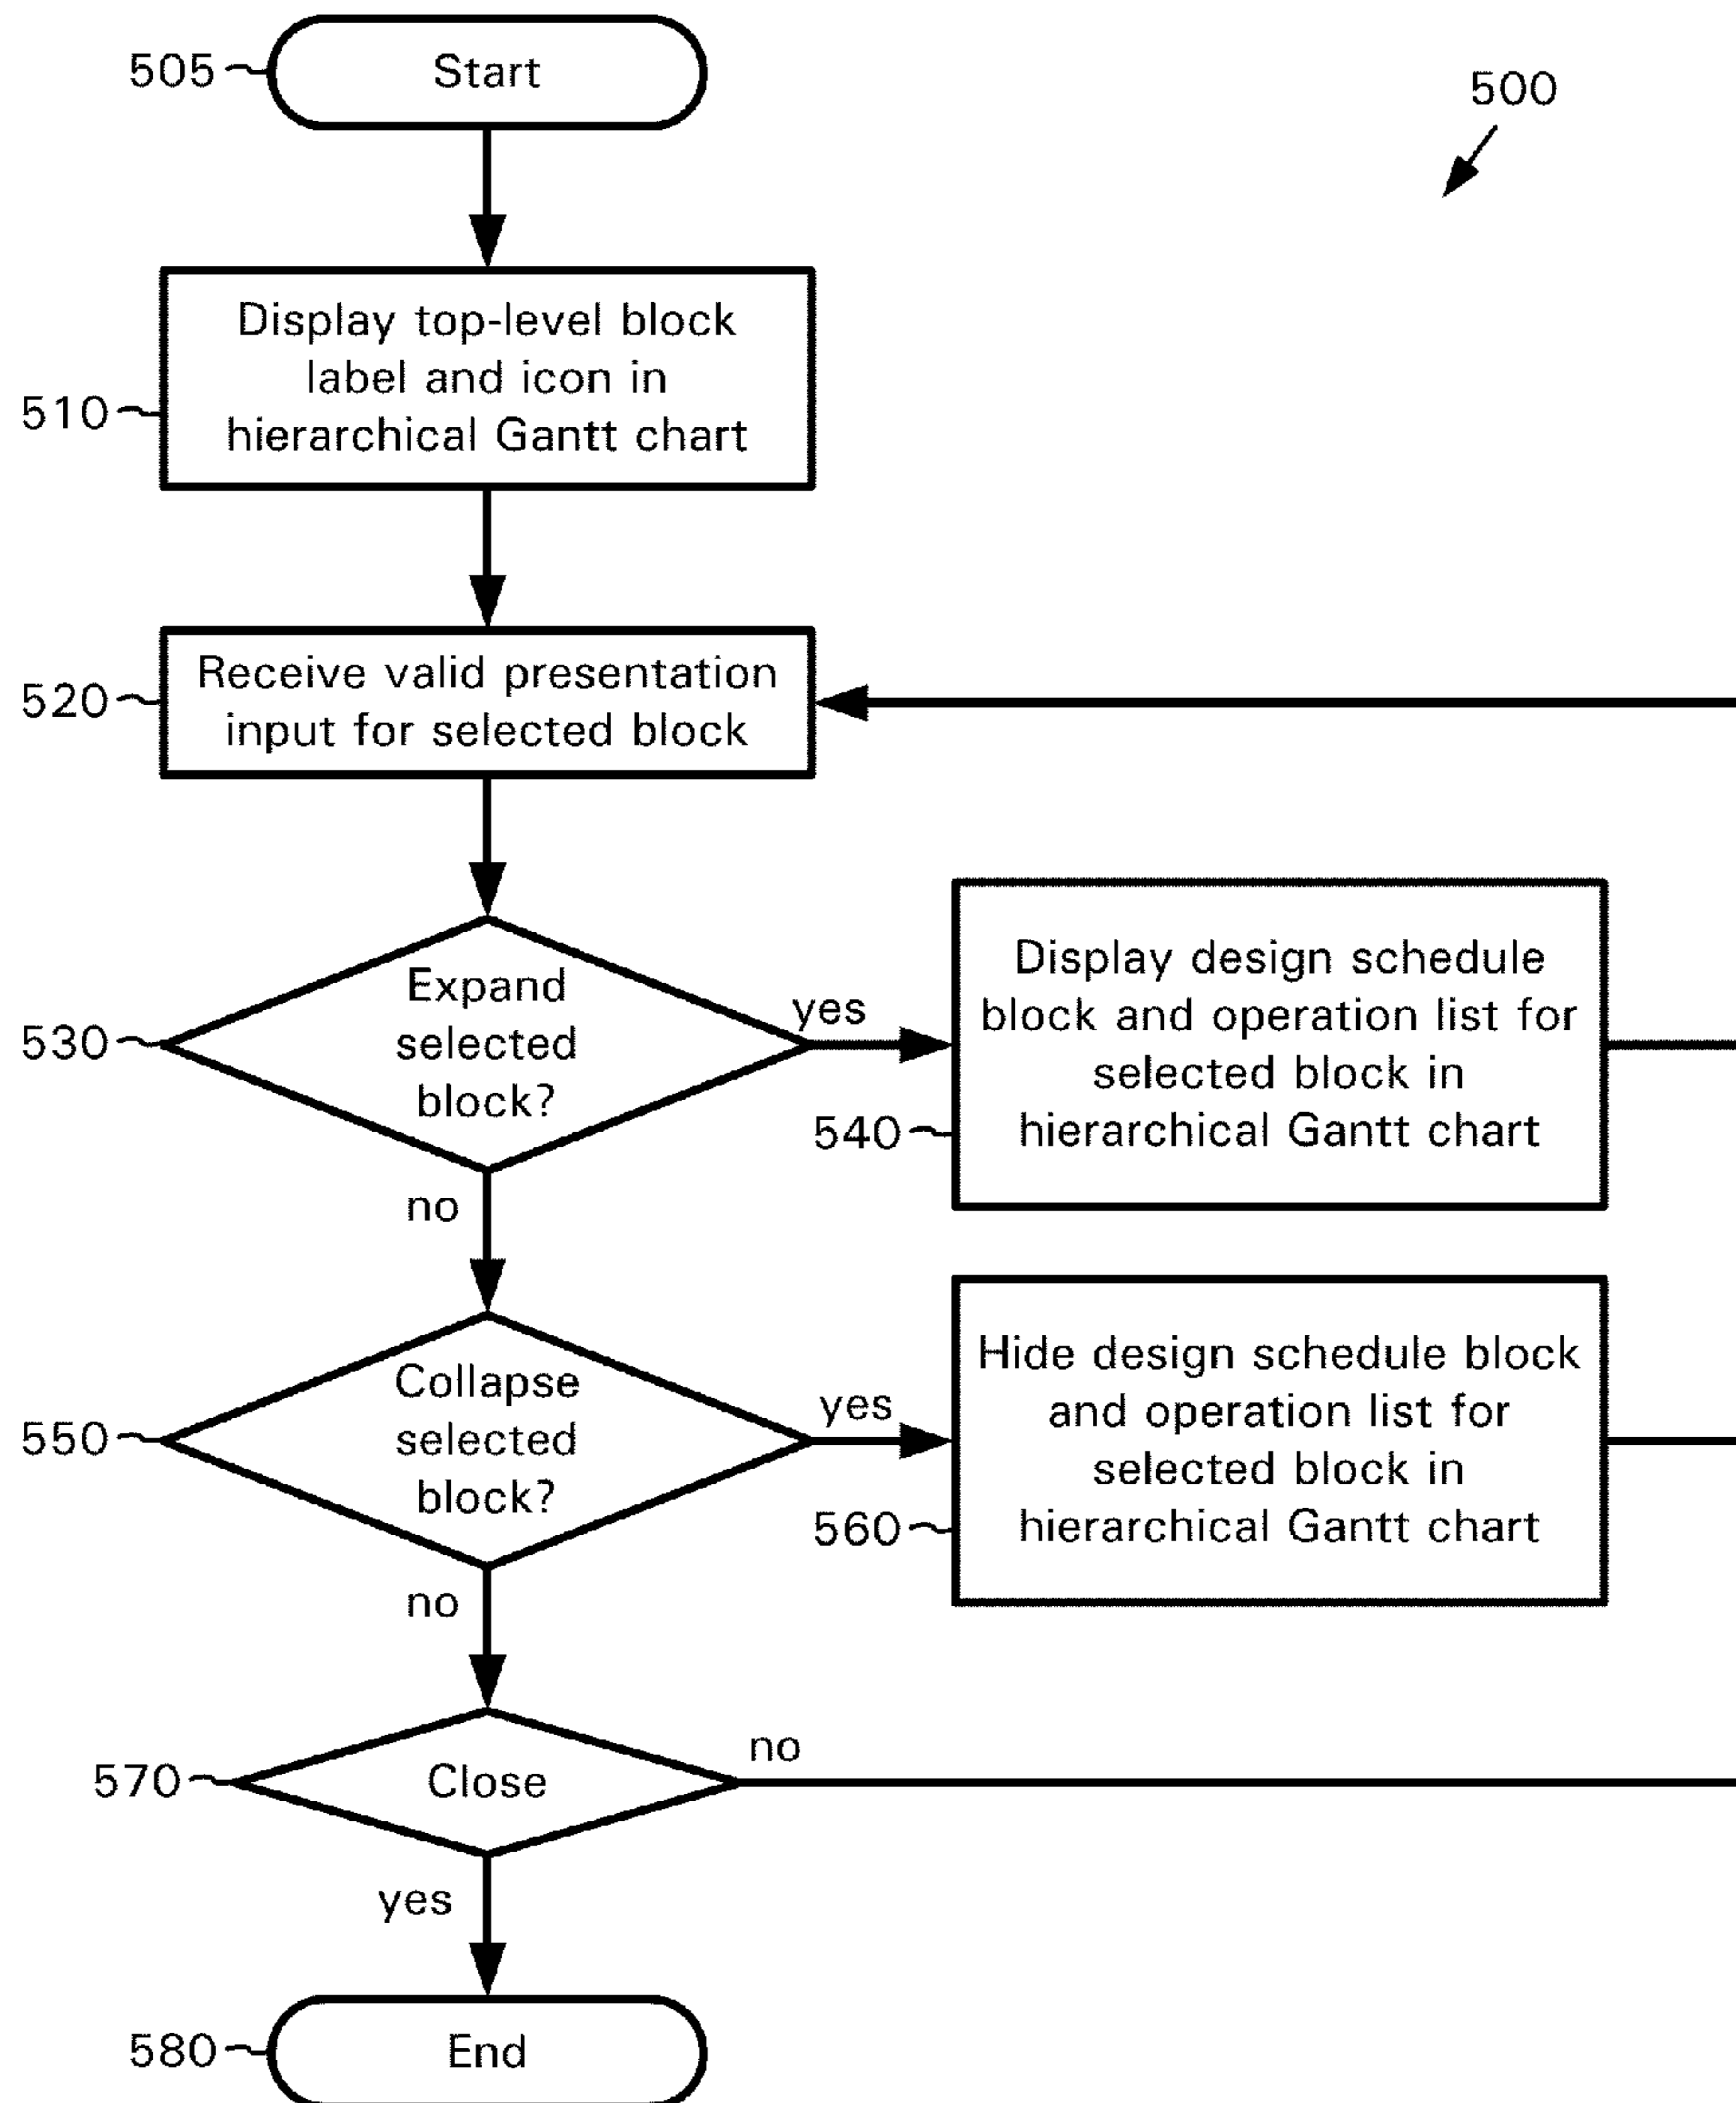 505
Start
500
Display top-level block
label and icon in
hierarchical Gantt chart
510
Receive valid presentation
input for selected block
520
Expand
selected
block?
530
yes
Display design schedule
block and operation list for
selected block in
hierarchical Gantt chart
540
no
Collapse
selected
block?
550
yes
Hide design schedule block
and operation list for
selected block in
hierarchical Gantt chart
560
no
570
Close
no
yes
580
End